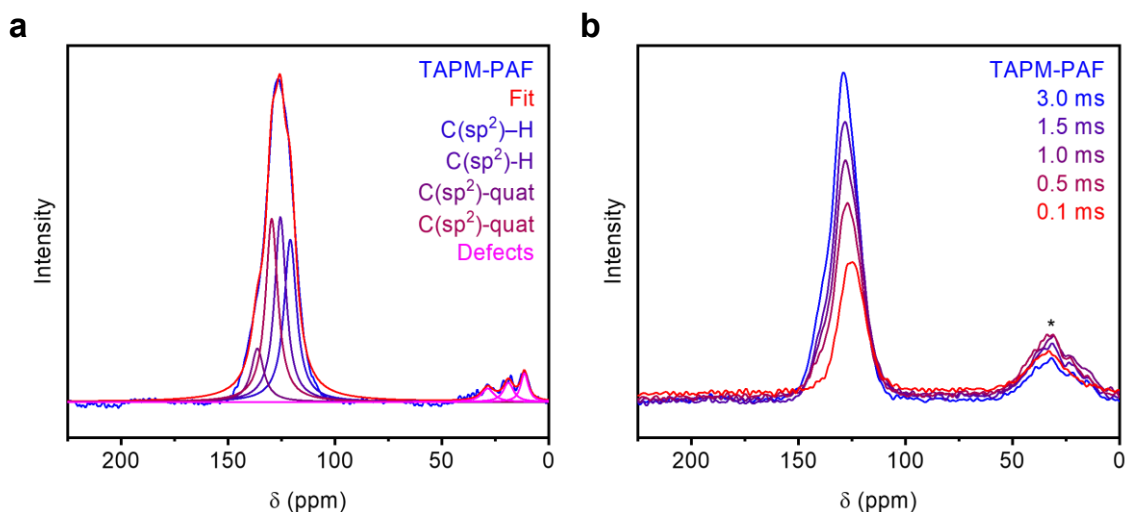 a
TAPM-PAF
Fit
C(sp²)–H
C(sp²)-H
C(sp²)-quat
C(sp²)-quat
Defects
Intensity
200
150
100
50
0
δ (ppm)
b
TAPM-PAF
3.0 ms
1.5 ms
1.0 ms
0.5 ms
0.1 ms
*
Intensity
200
150
100
50
0
δ (ppm)